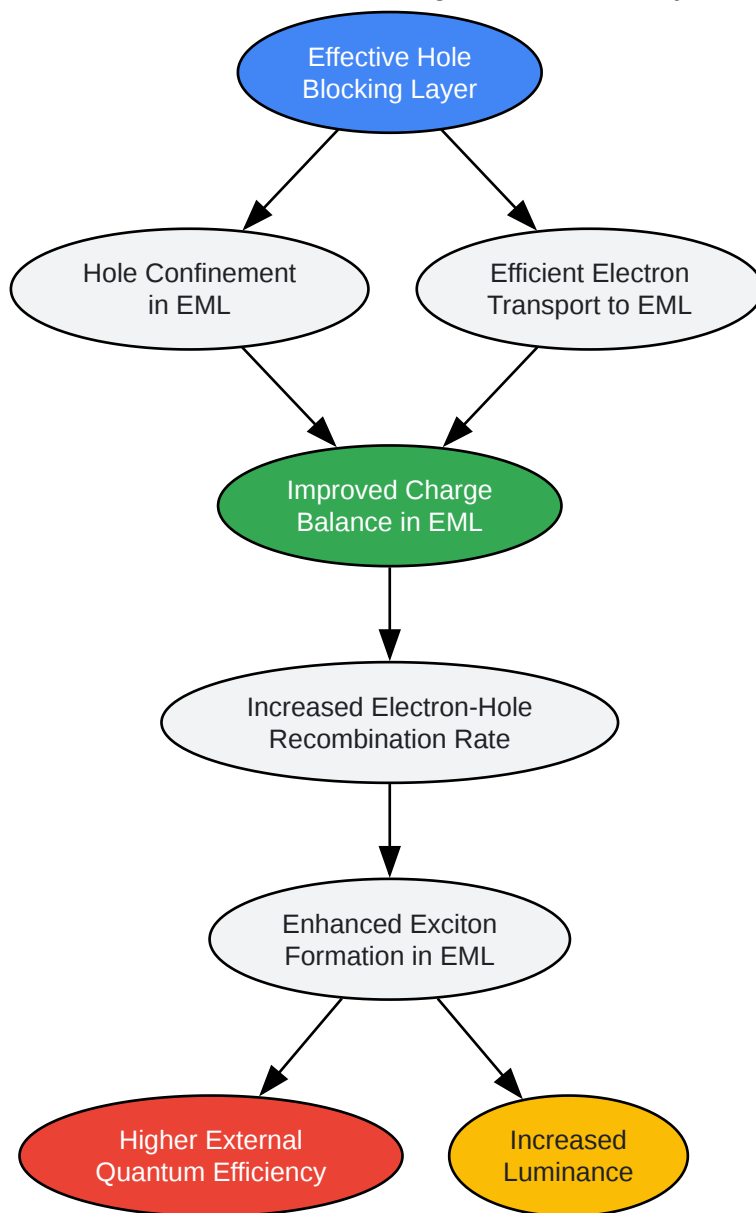 Effective Hole
Blocking Layer
Hole Confinement
in EML
Efficient Electron
Transport to EML
Improved Charge
Balance in EML
Increased Electron-Hole
Recombination Rate
Enhanced Exciton
Formation in EML
Higher External
Quantum Efficiency
Increased
Luminance